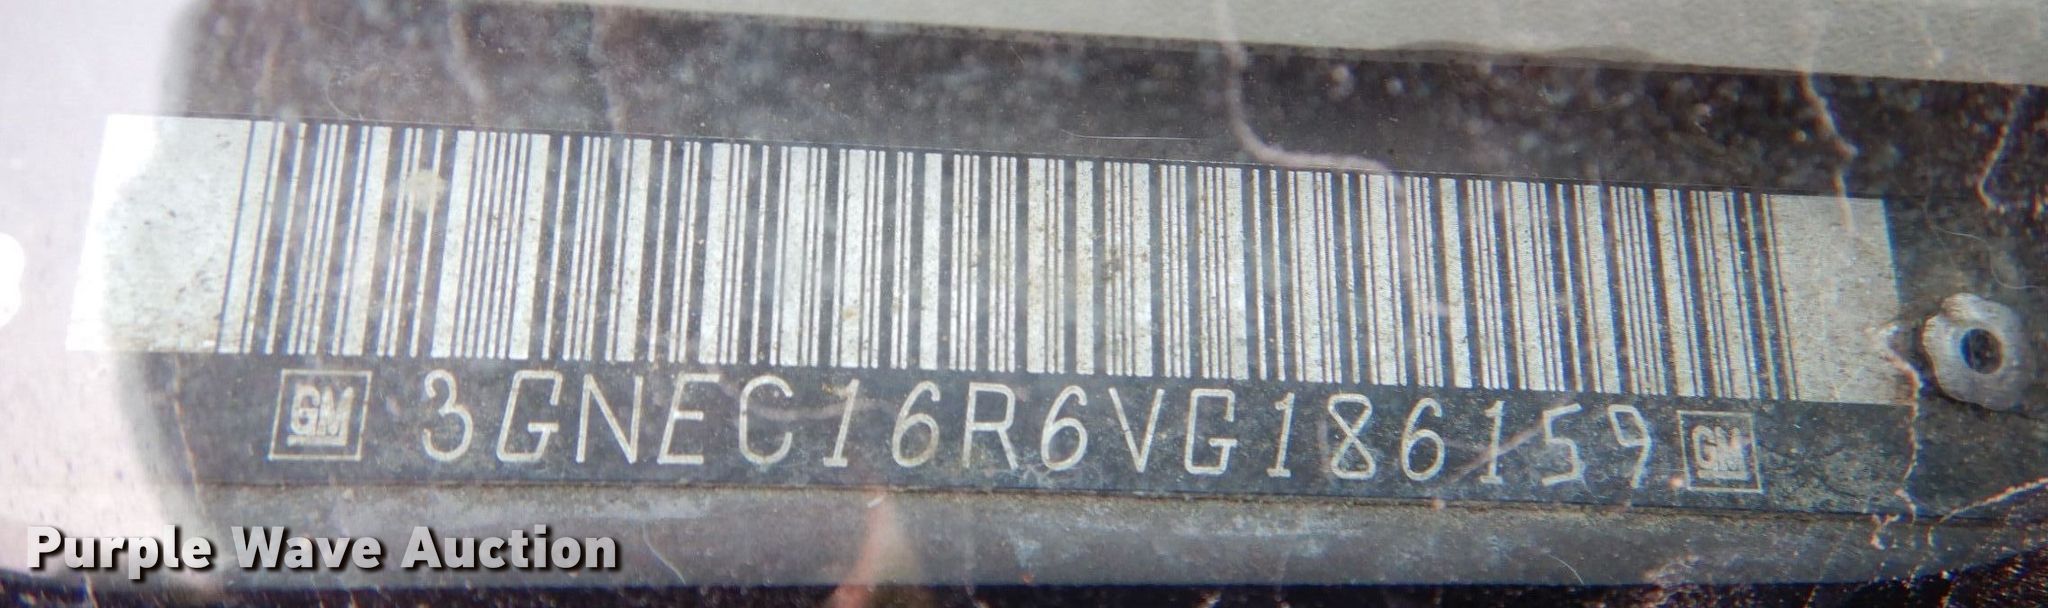 GM 3GNEC16R6VG186159 GM
Purple Wave Auction